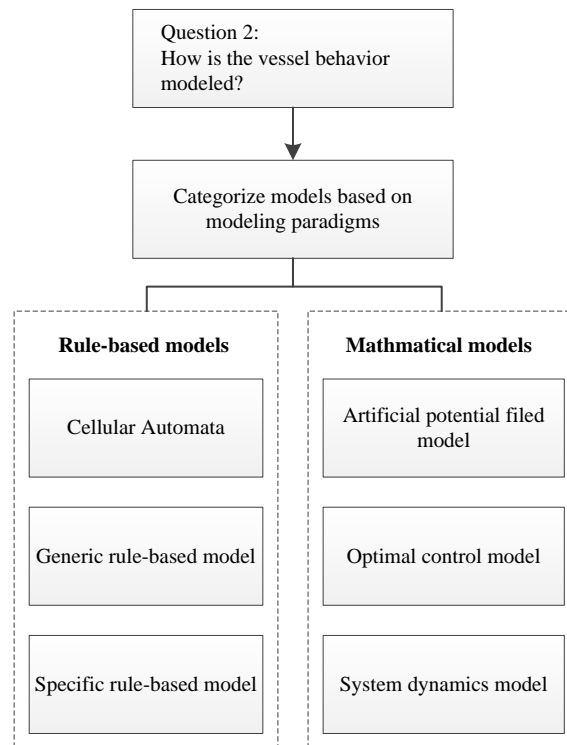 Question 2:
How is the vessel behavior
modeled?
Categorize models based on
modeling paradigms
Rule-based models
Cellular Automata
Generic rule-based model
Specific rule-based model
Mathmatical models
Artificial potential filed
model
Optimal control model
System dynamics model